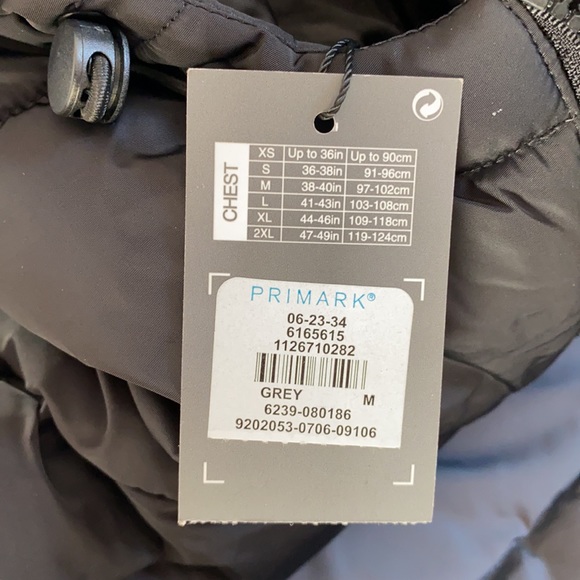 CHEST
XS Up to 36in Up to 90cm
S 36-38in 91-96cm
M 38-40in 97-102cm
L 41-43in 103-108cm
XL 44-46in 109-118cm
2XL 47-49in 119-124cm
PRIMARK®
06-23-34
6165615
1126710282
GREY M
6239-080186
9202053-0706-09106